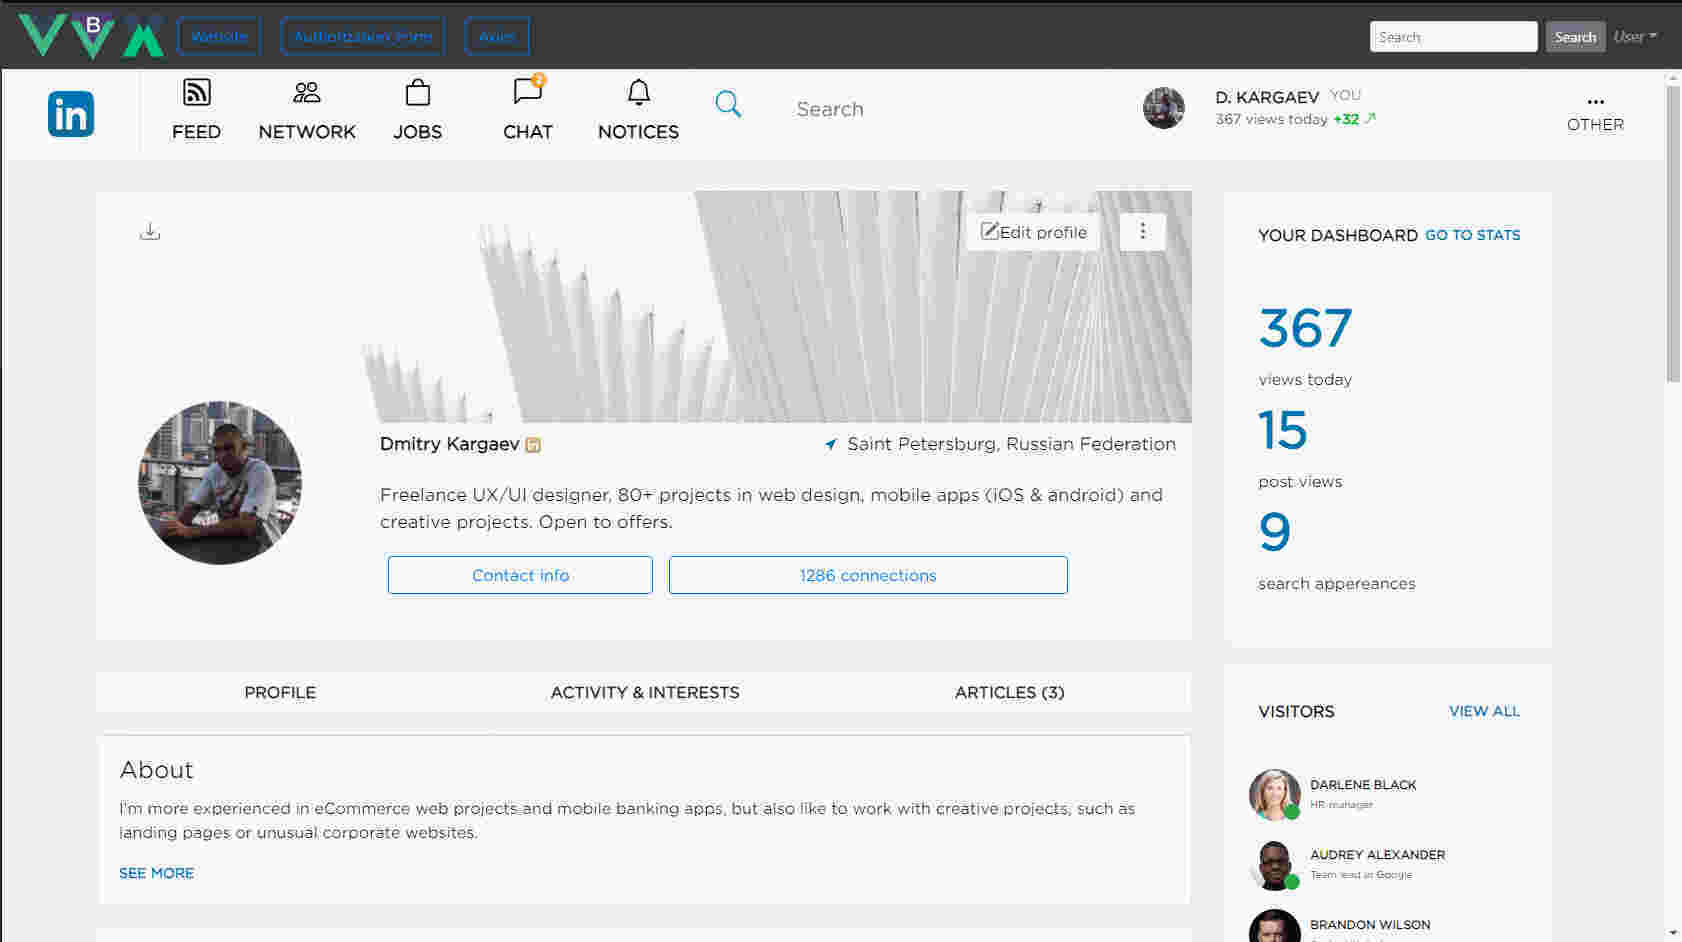 B
Website
Authorization Form
Axios
Search
Search
User
in
FEED
NETWORK
JOBS
2
CHAT
NOTICES
Search
D. KARGAEV YOU
367 views today +32
OTHER
Edit profile
Dmitry Kargaev
Saint Petersburg, Russian Federation
Freelance UX/UI designer, 80+ projects in web design, mobile apps (iOS & android) and
creative projects. Open to offers.
Contact info
1286 connections
YOUR DASHBOARD GO TO STATS
367
views today
15
post views
9
search appereances
PROFILE
ACTIVITY & INTERESTS
ARTICLES (3)
About
I'm more experienced in eCommerce web projects and mobile banking apps, but also like to work with creative projects, such as
landing pages or unusual corporate websites.
SEE MORE
VISITORS
VIEW ALL
DARLENE BLACK
HR-manager
AUDREY ALEXANDER
Team lead in Google
BRANDON WILSON